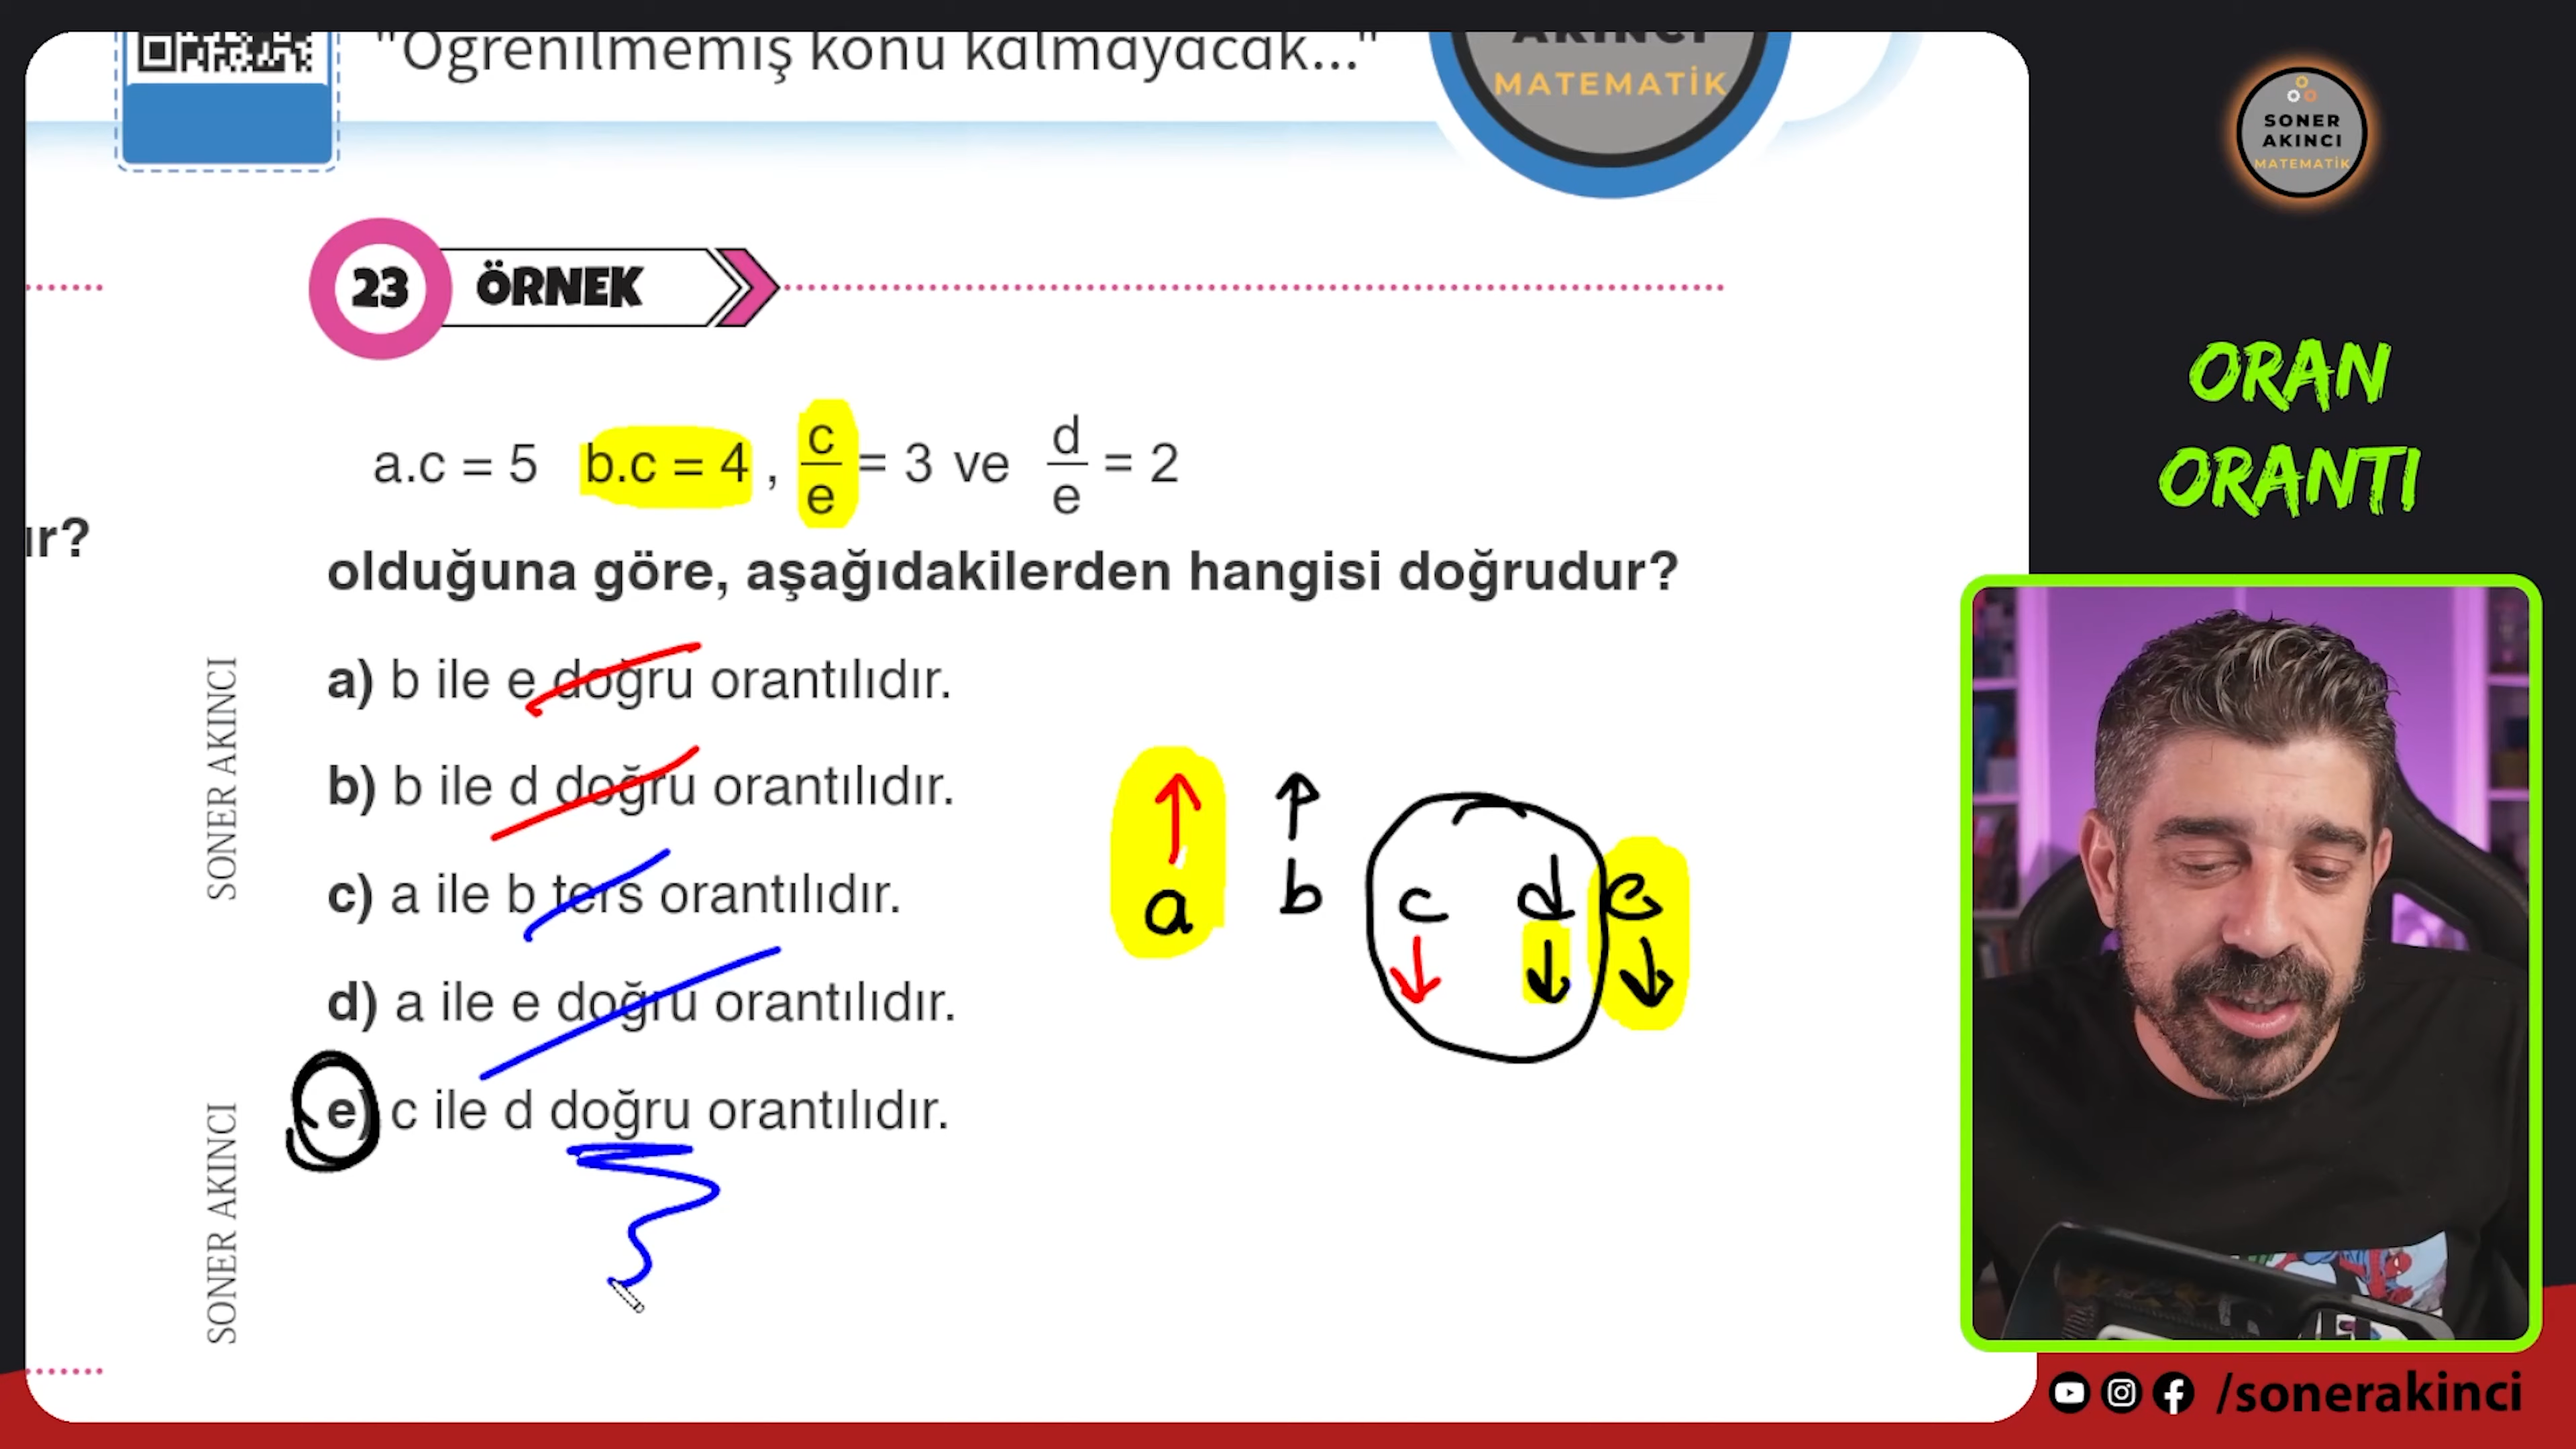 "Öğrenilmemiş konu kalmayacak..."
AKINCI
MATEMATİK
SONER
AKINCI
MATEMATİK
23 ÖRNEK
ORAN
ORANTI
a.c = 5 b.c = 4 , c/e = 3 ve d/e = 2
ır?
olduğuna göre, aşağıdakilerden hangisi doğrudur?
a) b ile e doğru orantılıdır.
b) b ile d doğru orantılıdır.
c) a ile b ters orantılıdır.
d) a ile e doğru orantılıdır.
e) c ile d doğru orantılıdır.
a b c d e
SONER AKINCI
SONER AKINCI
/sonerakinci